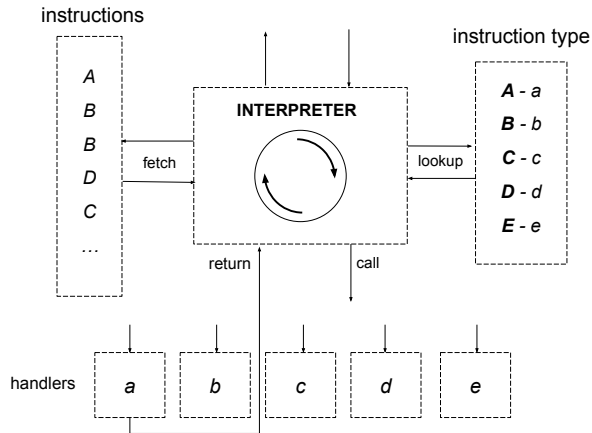 instructions
A
B
B
D
C
...
INTERPRETER
fetch
lookup
return
call
instruction type
A - a
B - b
C - c
D - d
E - e
handlers
a
b
c
d
e